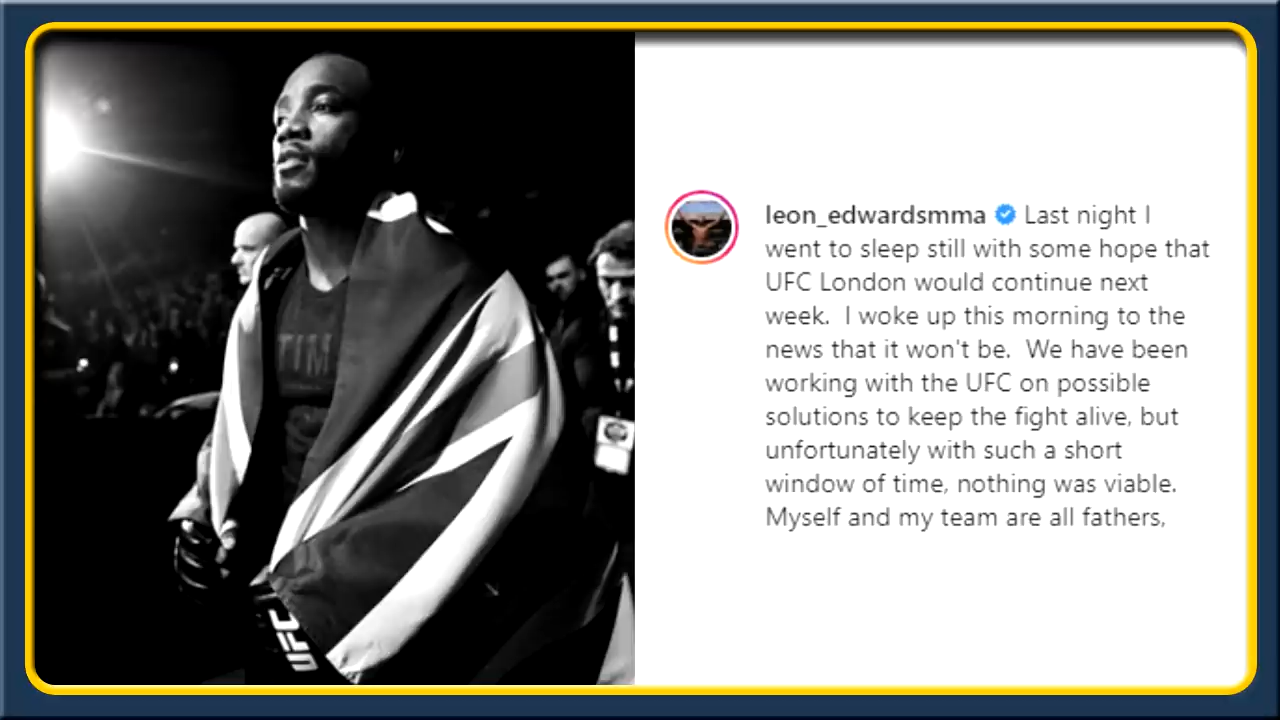 TIM
UFC
leon_edwardsmma Last night I
went to sleep still with some hope that
UFC London would continue next
week.  I woke up this morning to the
news that it won't be.  We have been
working with the UFC on possible
solutions to keep the fight alive, but
unfortunately with such a short
window of time, nothing was viable.
Myself and my team are all fathers,